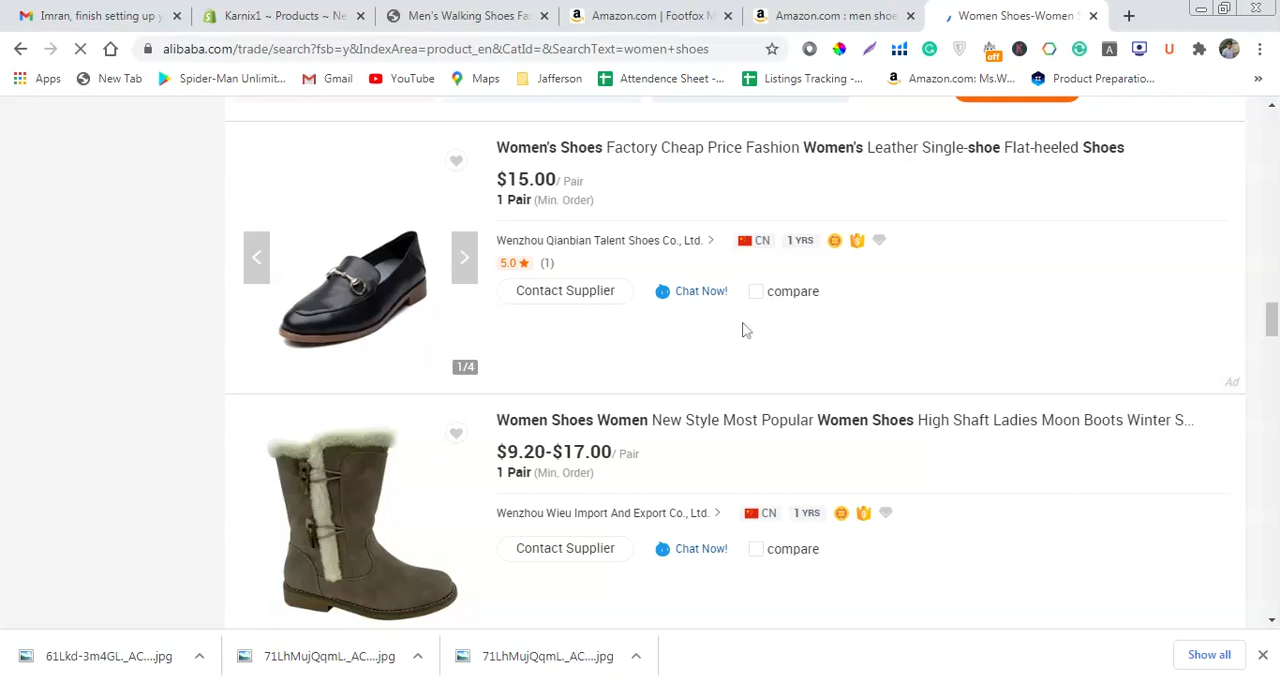 Imran, finish setting up y
Karnix1 ~ Products ~ Ne
Men's Walking Shoes Fas
Amazon.com | Footfox M
Amazon.com : men shoe
Women Shoes-Women S
alibaba.com/trade/search?fsb=y&IndexArea=product_en&CatId=&SearchText=women+shoes
off
Apps
New Tab
Spider-Man Unlimit...
Gmail
YouTube
Maps
Jafferson
Attendence Sheet -...
Listings Tracking -...
Amazon.com: Ms.W...
Product Preparatio...
Women's Shoes Factory Cheap Price Fashion Women's Leather Single-shoe Flat-heeled Shoes
$15.00/ Pair
1 Pair (Min. Order)
Wenzhou Qianbian Talent Shoes Co., Ltd. > CN 1 YRS
5.0 ★ (1)
Contact Supplier Chat Now! compare
1/4
Ad
Women Shoes Women New Style Most Popular Women Shoes High Shaft Ladies Moon Boots Winter S...
$9.20-$17.00/ Pair
1 Pair (Min. Order)
Wenzhou Wieu Import And Export Co., Ltd. > CN 1 YRS
Contact Supplier Chat Now! compare
61Lkd-3m4GL._AC....jpg
71LhMujQqmL._AC....jpg
71LhMujQqmL._AC....jpg
Show all